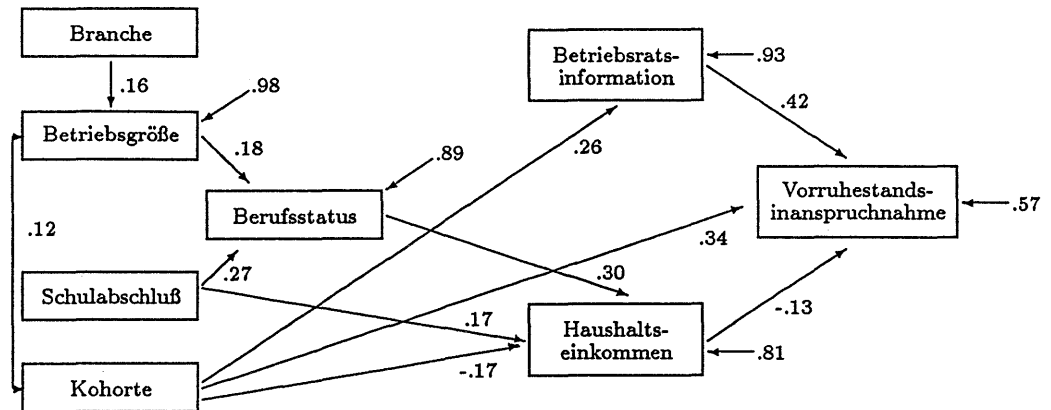 Branche
.16
.98
Betriebsgröße
.18
.89
Berufsstatus
.12
.27
Schulabschluß
.17
-.17
Kohorte
Betriebsrats-
information
.93
.42
.26
Vorruhestands-
inanspruchnahme
.57
.34
.30
Haushalts-
einkommen
-.13
.81